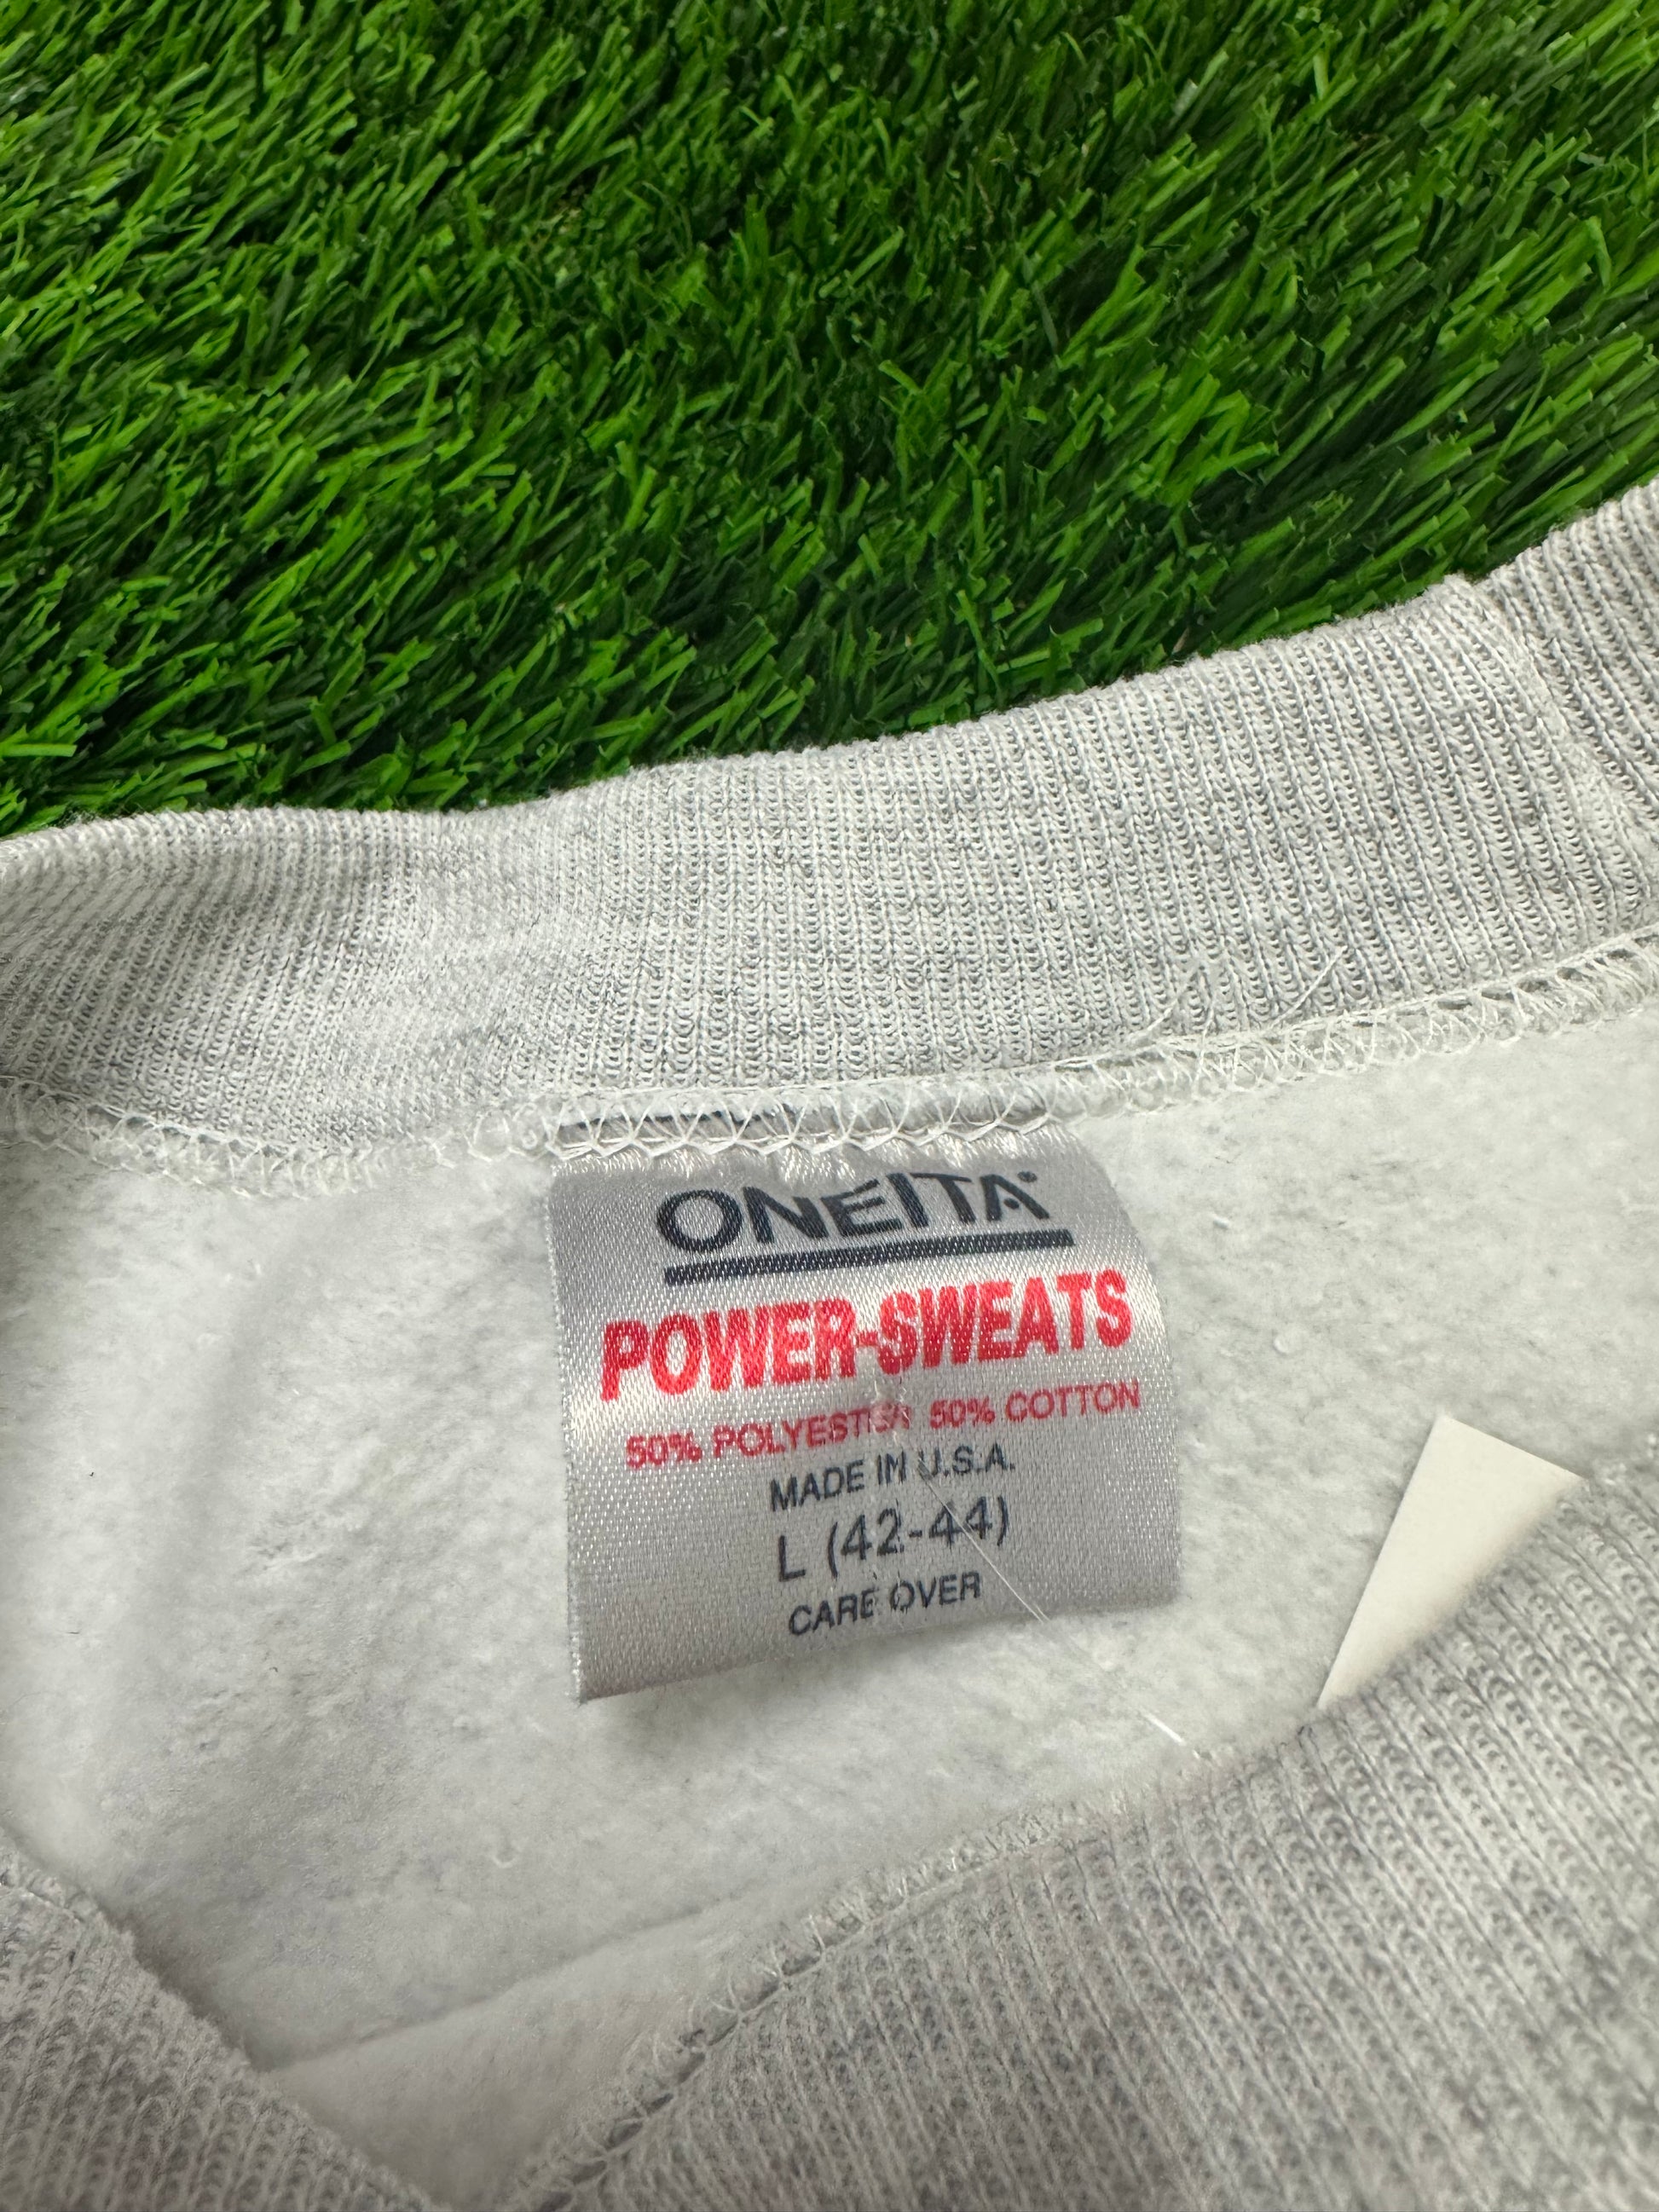 ONEITA®
POWER-SWEATS
50% POLYESTER 50% COTTON
MADE IN U.S.A.
L (42-44)
CARE OVER